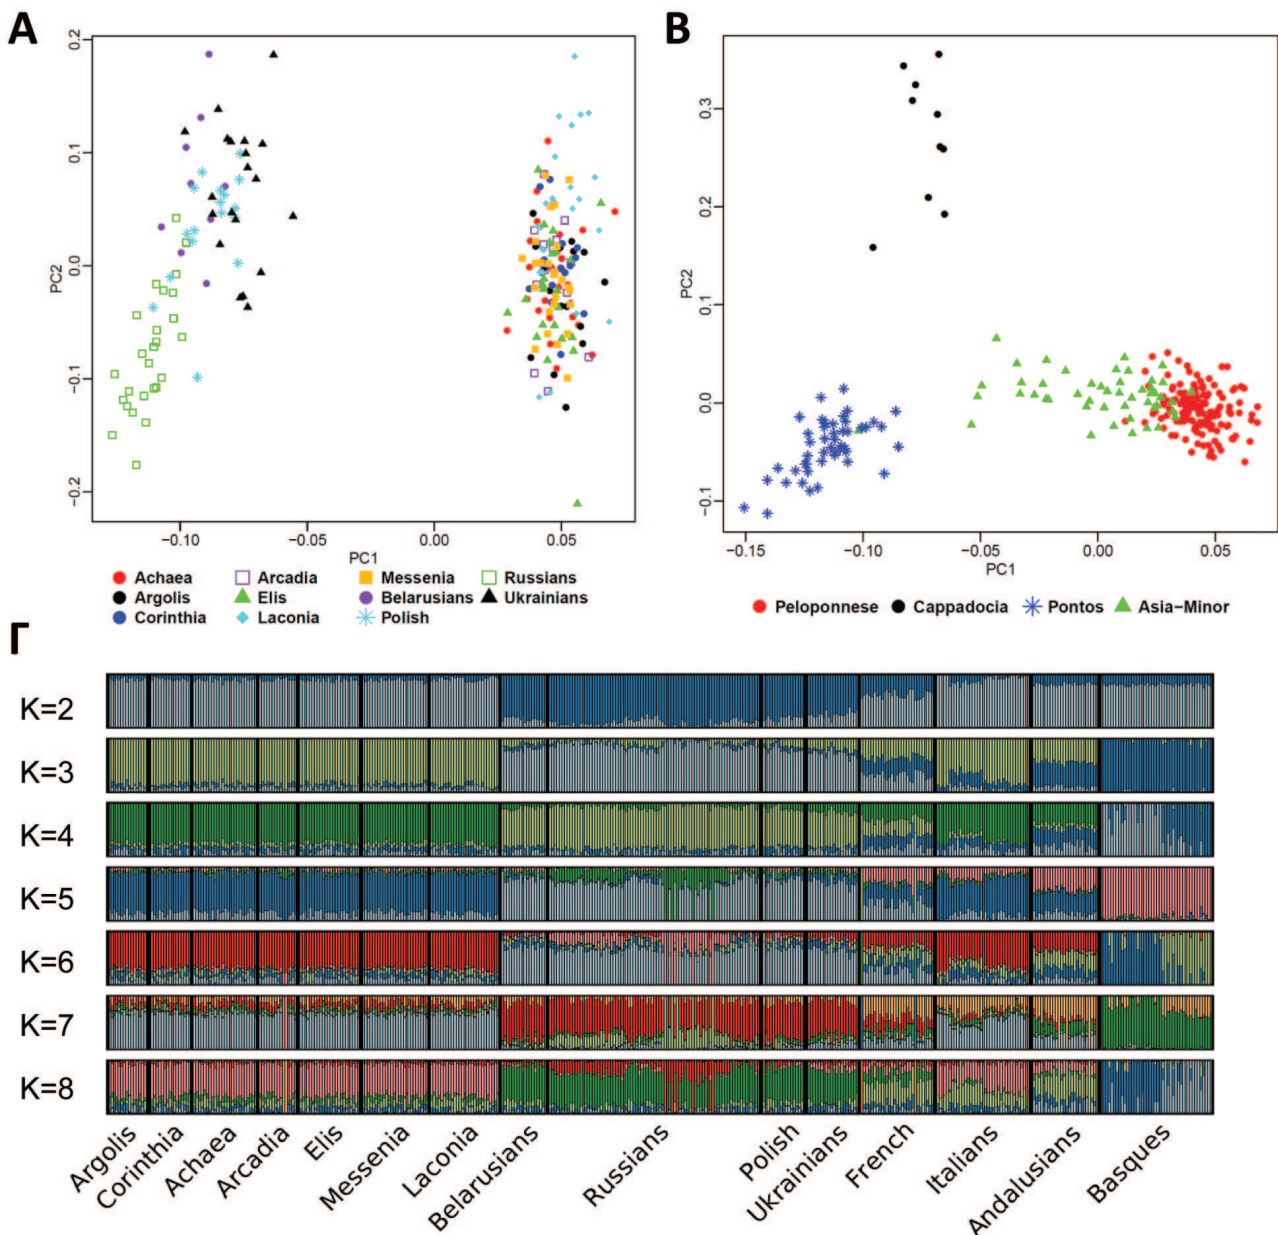 A
B
0.2
0.1
0.0
−0.1
−0.2
PC2
−0.10
−0.05
0.00
0.05
PC1
Achaea
Arcadia
Messenia
Russians
Argolis
Elis
Belarusians
Ukrainians
Corinthia
Laconia
Polish
0.3
0.2
0.1
0.0
−0.1
PC2
−0.15
−0.10
−0.05
0.00
0.05
PC1
Peloponnese
Cappadocia
Pontos
Asia−Minor
Γ
K=2
K=3
K=4
K=5
K=6
K=7
K=8
Argolis
Corinthia
Achaea
Arcadia
Elis
Messenia
Laconia
Belarusians
Russians
Polish
Ukrainians
French
Italians
Andalusians
Basques